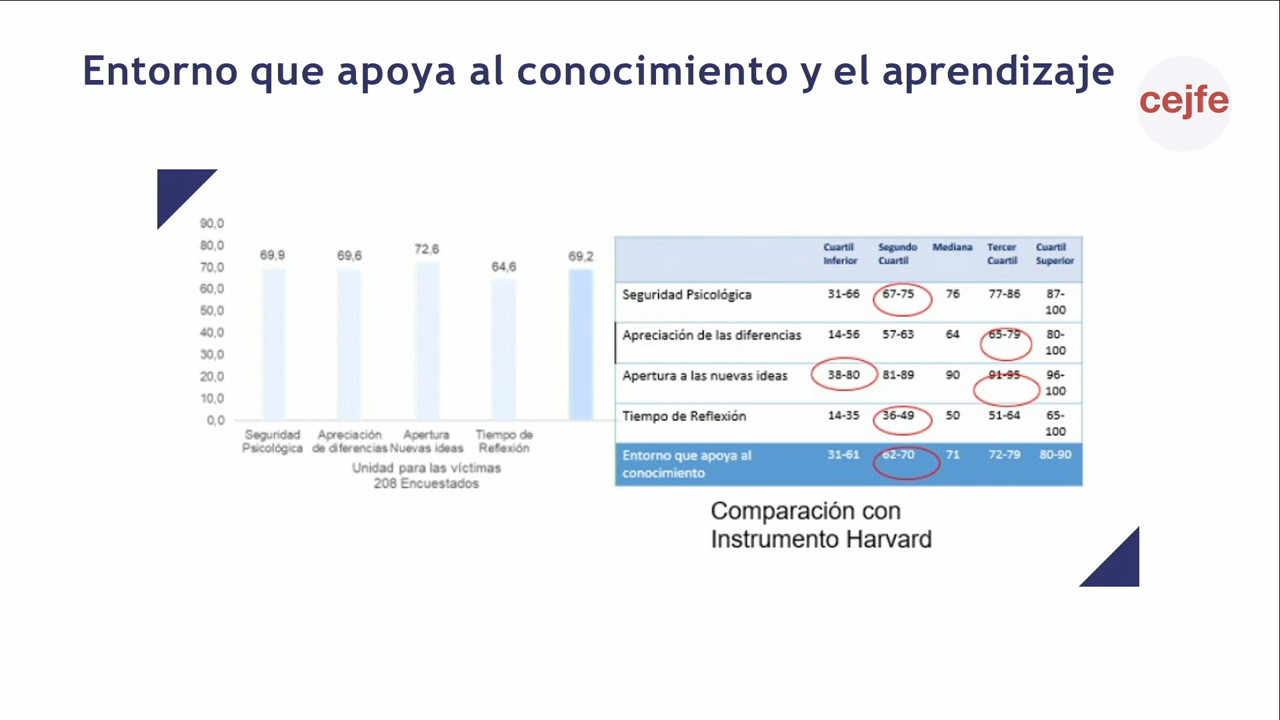 Entorno que apoya al conocimiento y el aprendizaje
cejfe
90,0
80,0
70,0
60,0
50,0
40,0
30,0
20,0
10,0
0,0
69,9
69,6
72,6
64,6
69,2
Seguridad
Psicológica
Apreciación
de diferencias
Apertura
Nuevas ideas
Tiempo de
Reflexión
Unidad para las víctimas
208 Encuestados
Cuartil
Inferior
Segundo
Cuartil
Mediana
Tercer
Cuartil
Cuartil
Superior
Seguridad Psicológica 31-66 67-75 76 77-86 87-
100
Apreciación de las diferencias 14-56 57-63 64 65-79 80-
100
Apertura a las nuevas ideas 38-80 81-89 90 91-95 96-
100
Tiempo de Reflexión 14-35 36-49 50 51-64 65-
100
Entorno que apoya al 31-61 62-70 71 72-79 80-90
conocimiento
Comparación con
Instrumento Harvard